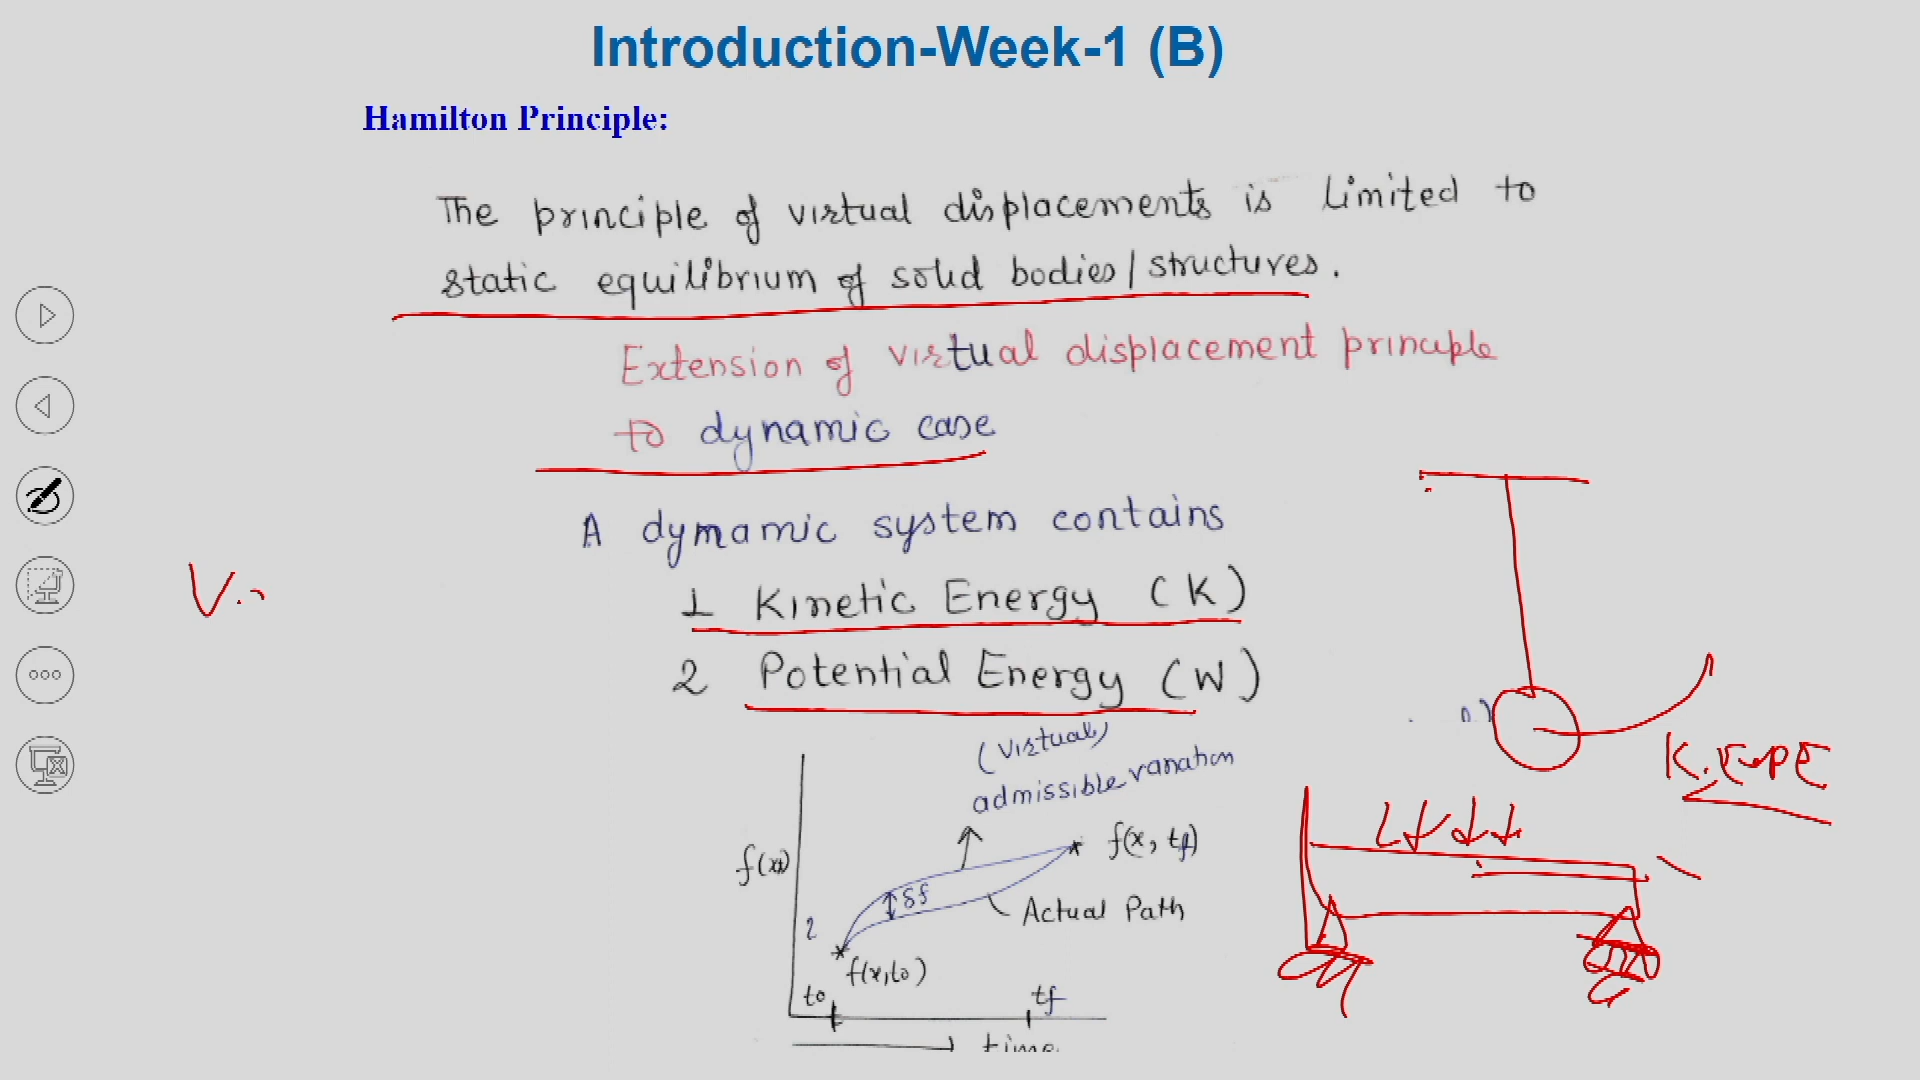 Introduction-Week-1 (B)
Hamilton Principle:
The principle of virtual displacements is limited to
static equilibrium of solid bodies / structures.
Extension of virtual displacement principle
to dynamic case
A dynamic system contains
1 Kinetic Energy (K)
2 Potential Energy (W)
(virtual)
admissible variation
f(x, tf)
δf
Actual Path
f(x,to)
to
tf
time
K.E
PE